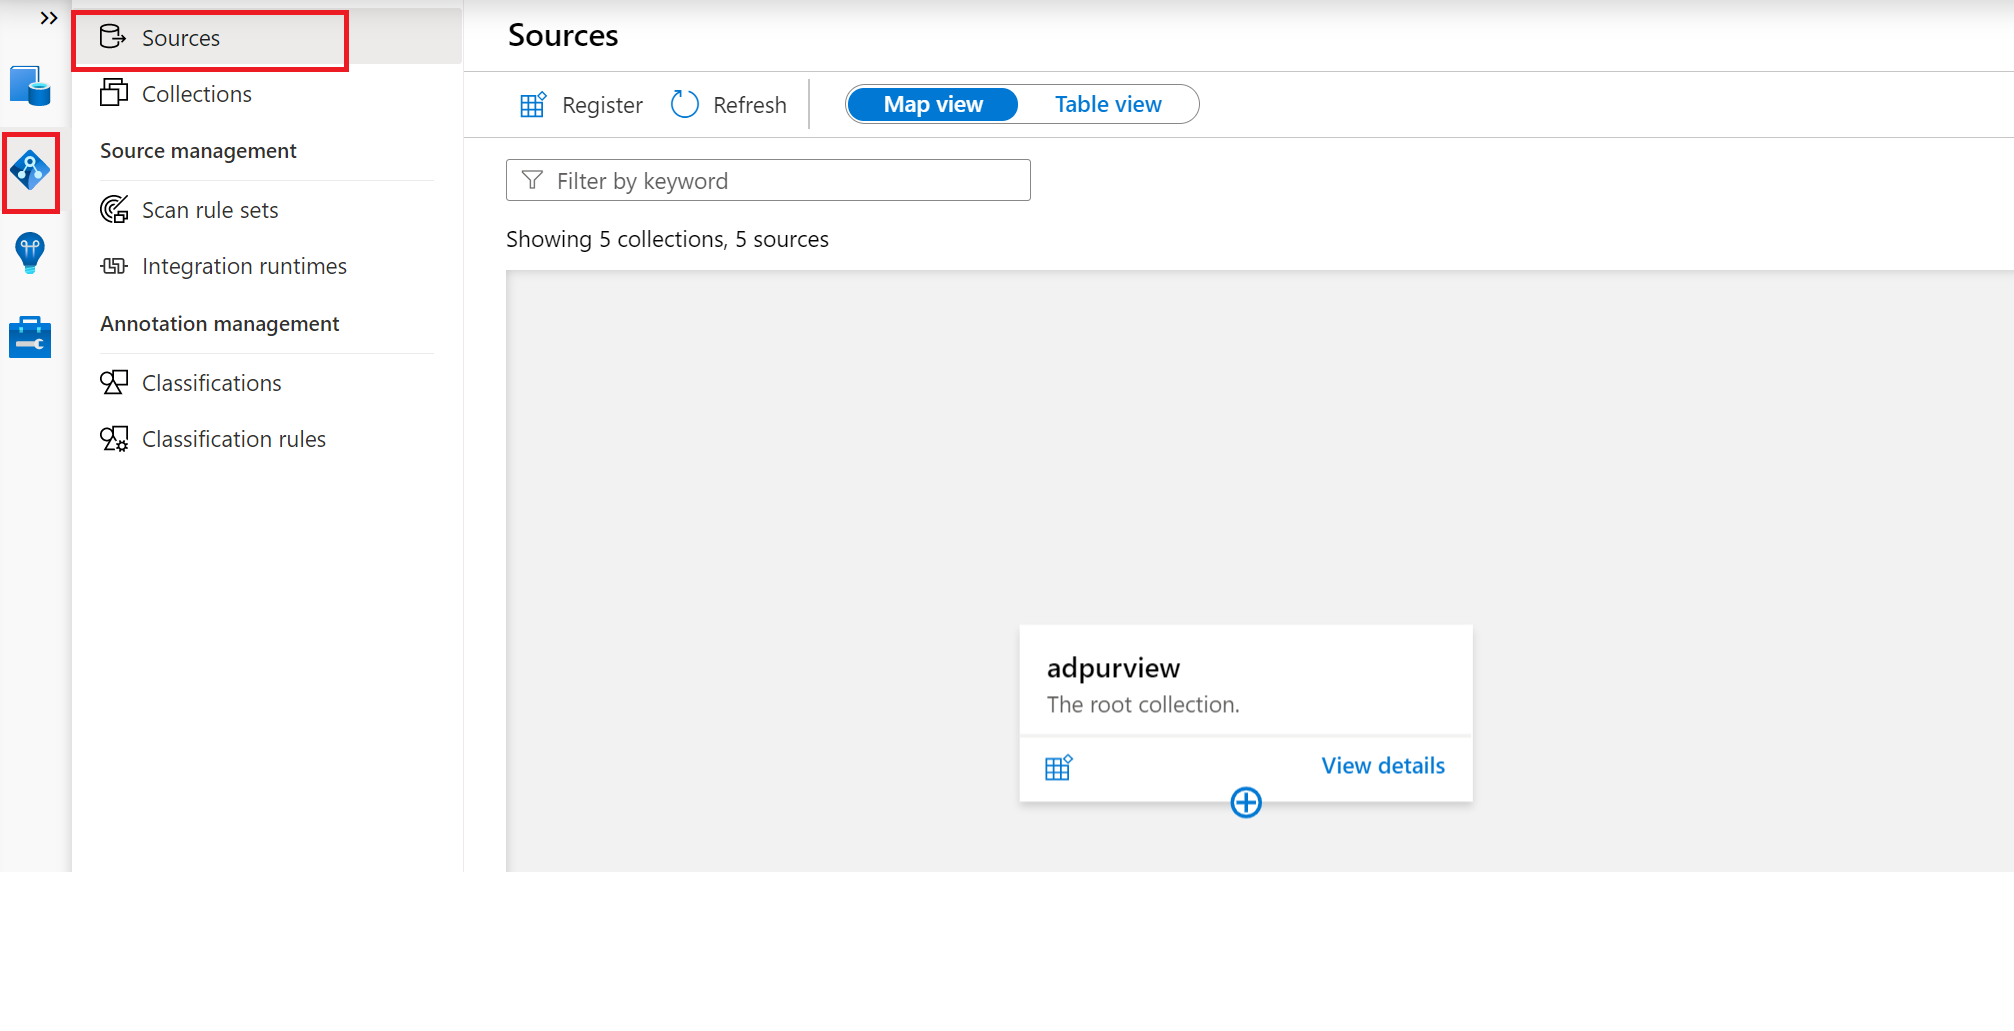 Sources
Collections
Source management
Scan rule sets
Integration runtimes
Annotation management
Classifications
Classification rules
Sources
Register
Refresh
Map view
Table view
Filter by keyword
Showing 5 collections, 5 sources
adpurview
The root collection.
View details